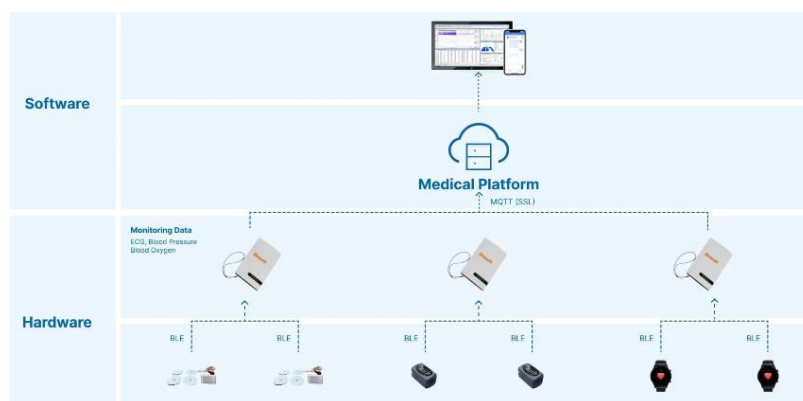 Software
Medical Platform
MQTT (SSL)
Monitoring Data
ECG, Blood Pressure
Blood Oxygen
Hardware
BLE
BLE
BLE
BLE
BLE
BLE